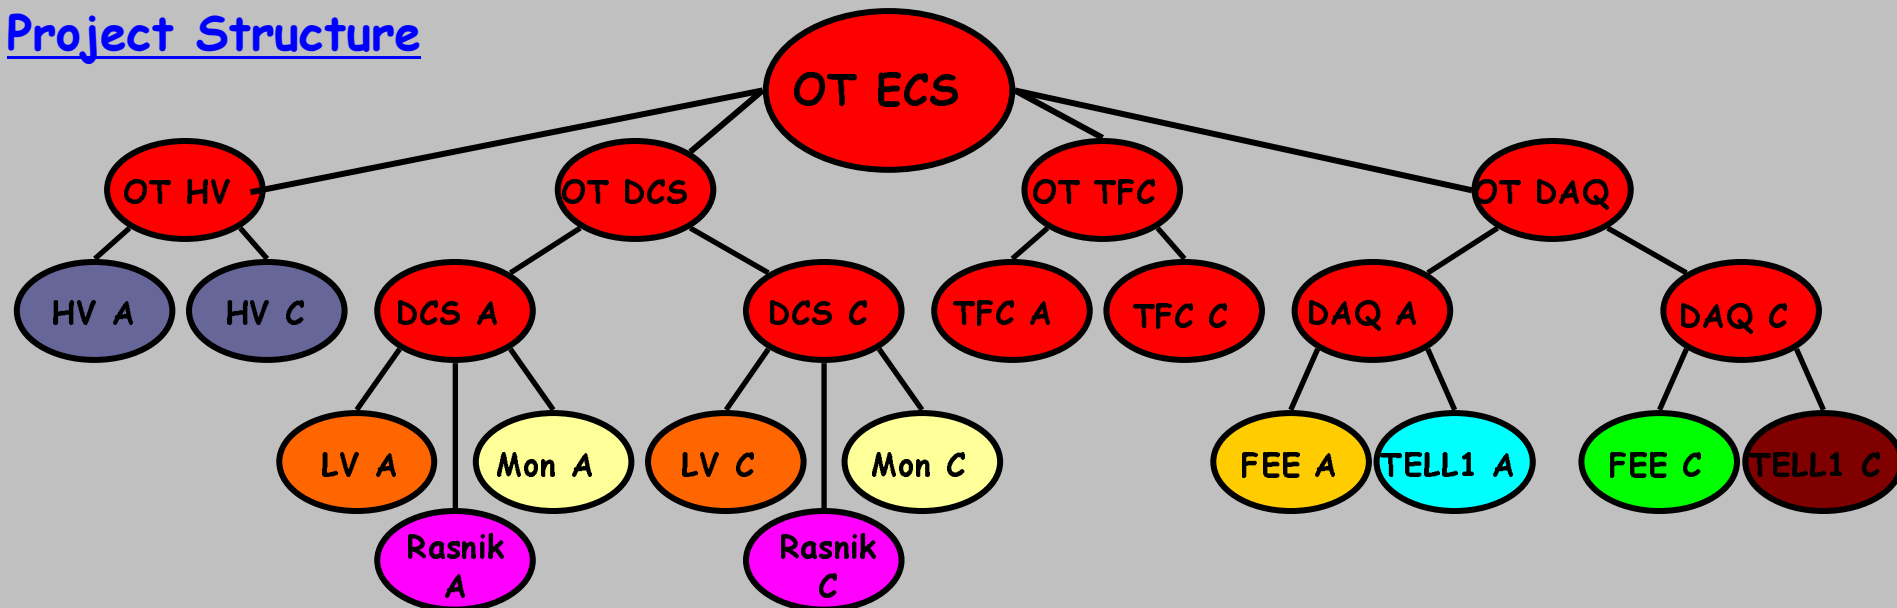 Project Structure
OT ECS
OT HV
OT DCS
OT TFC
OT DAQ
HV A
HV C
DCS A
DCS C
TFC A
TFC C
DAQ A
DAQ C
LV A
Mon A
LV C
Mon C
FEE A
TELL1 A
FEE C
TELL1 C
Rasnik
A
Rasnik
C